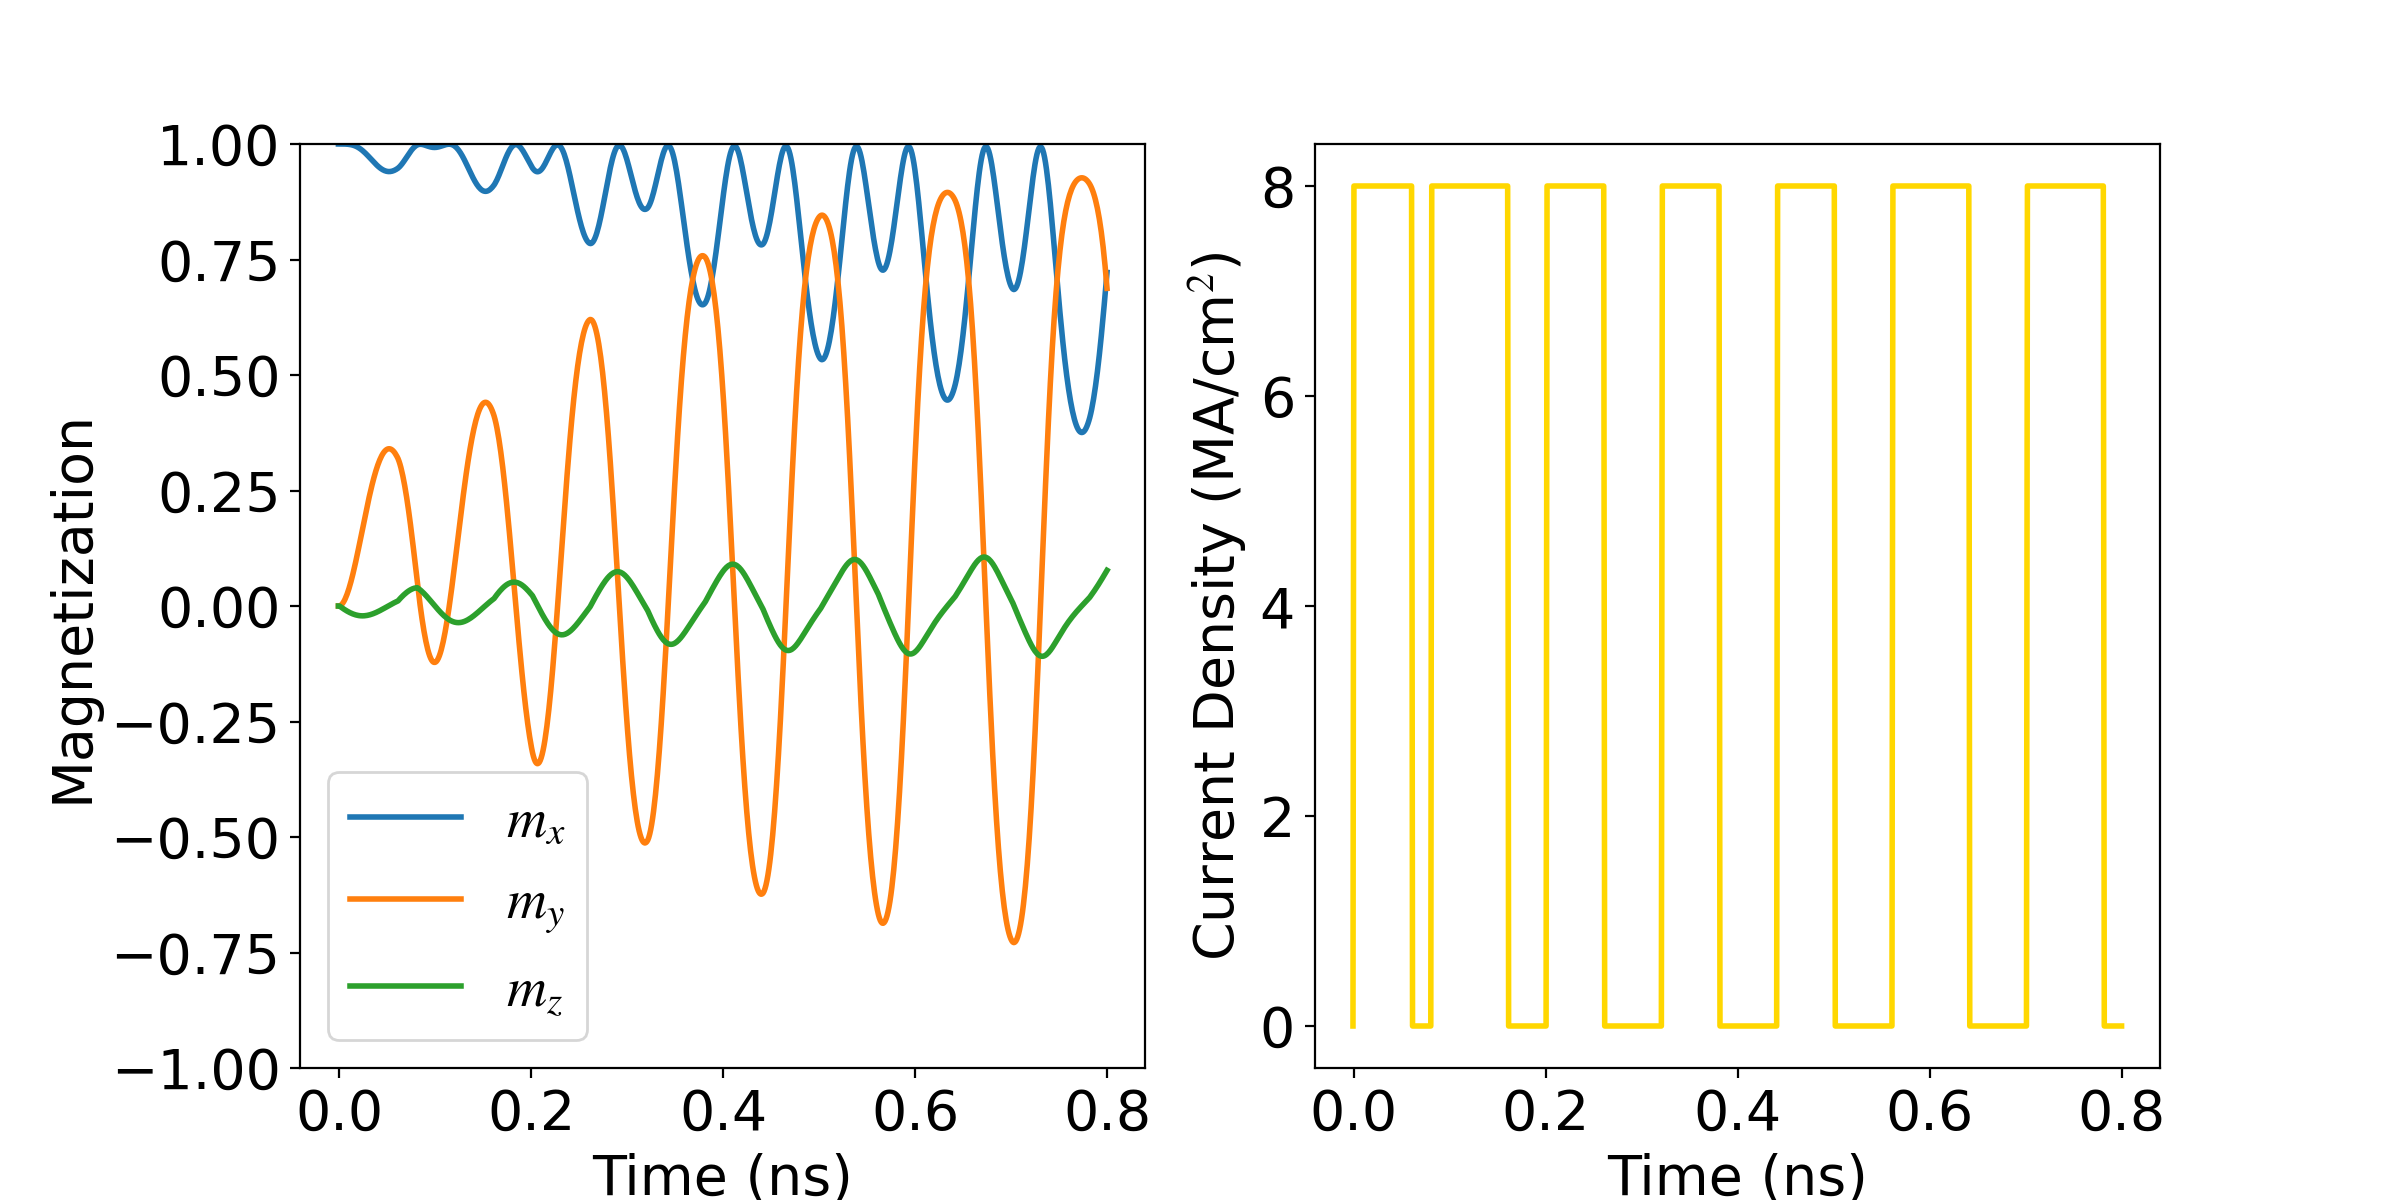 Magnetization
1.00
0.75
0.50
0.25
0.00
−0.25
−0.50
−0.75
−1.00
0.0 0.2 0.4 0.6 0.8
Time (ns)
m_x
m_y
m_z
Current Density (MA/cm²)
8
6
4
2
0
0.0 0.2 0.4 0.6 0.8
Time (ns)